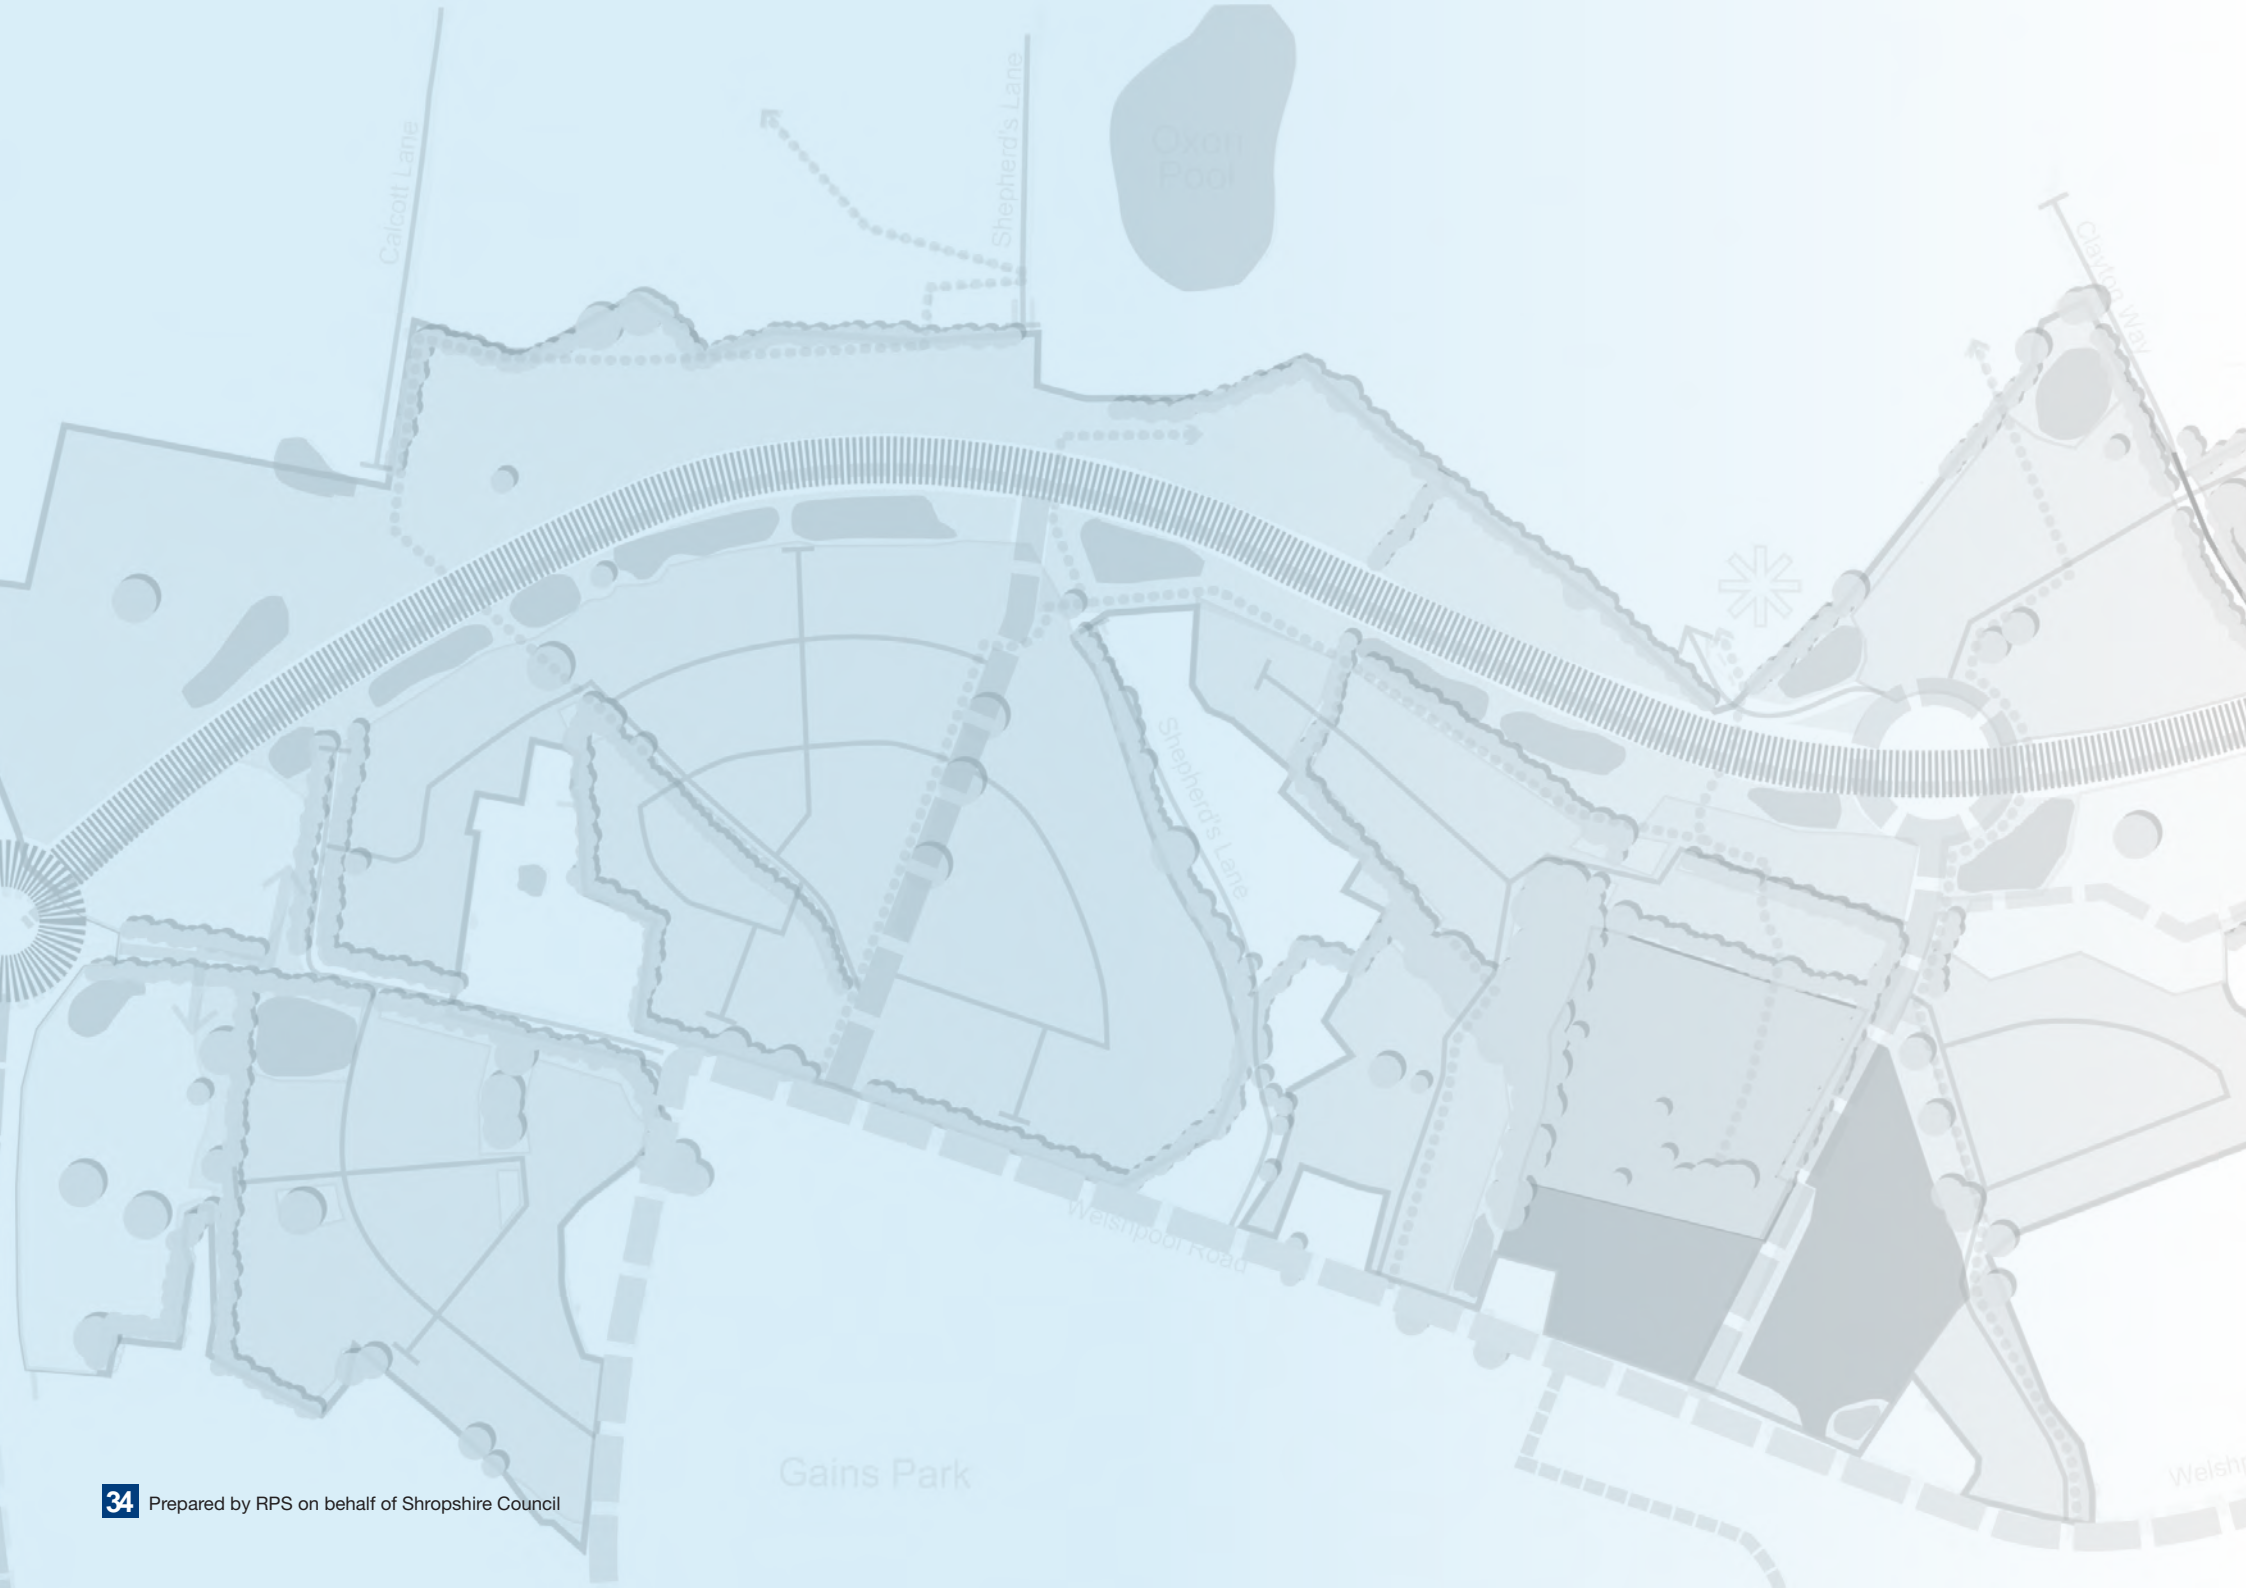 Calcott Lane
Shepherd's Lane
Oxon
Pool
Clayton Way
Shepherd's Lane
Welshpool Road
Gains Park
34 Prepared by RPS on behalf of Shropshire Council